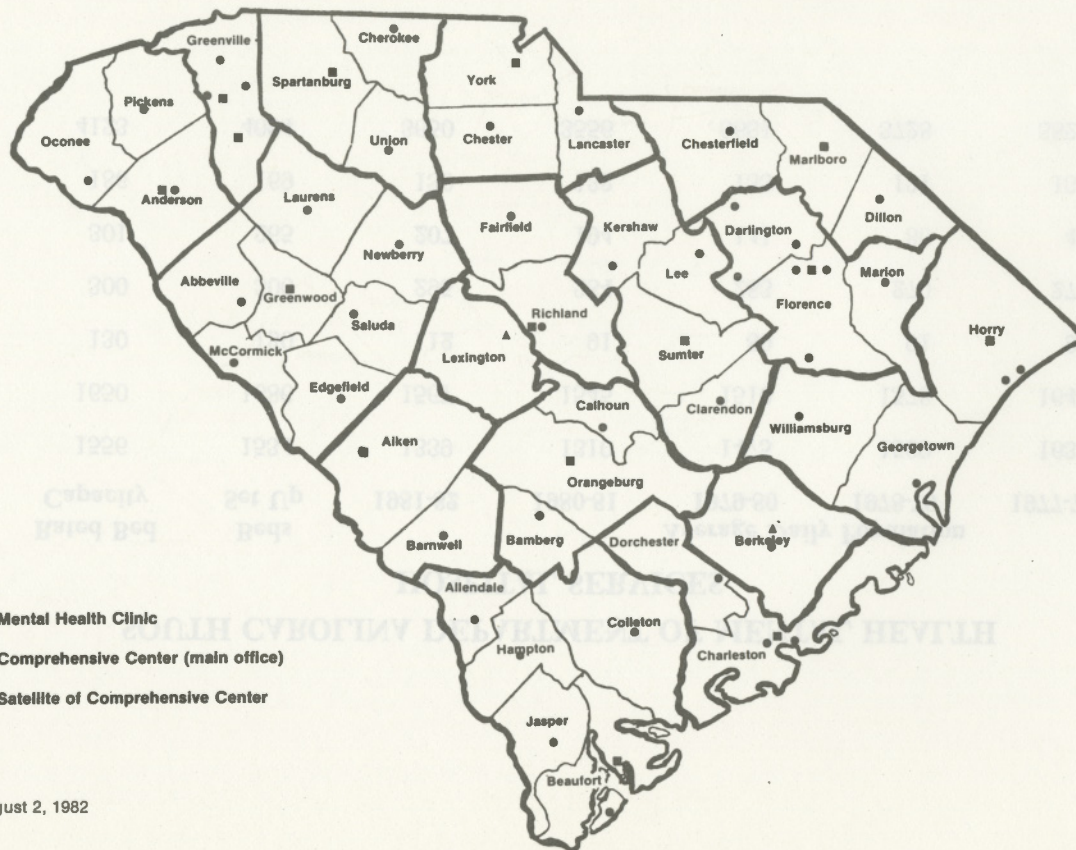 Cherokee
Greenville
Spartanburg
York
Pickens
Oconee
Union
Chester
Lancaster
Chesterfield
Marlboro
Anderson
Laurens
Fairfield
Kershaw
Darlington
Dillon
Newberry
Lee
Marion
Abbeville
Greenwood
Florence
Saluda
Richland
Horry
McCormick
Lexington
Sumter
Edgefield
Calhoun
Clarendon
Williamsburg
Aiken
Georgetown
Orangeburg
Barnwell
Bamberg
Dorchester
Berkeley
Allendale
Mental Health Clinic
Colleton
Hampton
Charleston
Comprehensive Center (main office)
Satellite of Comprehensive Center
Jasper
Beaufort
gust 2, 1982